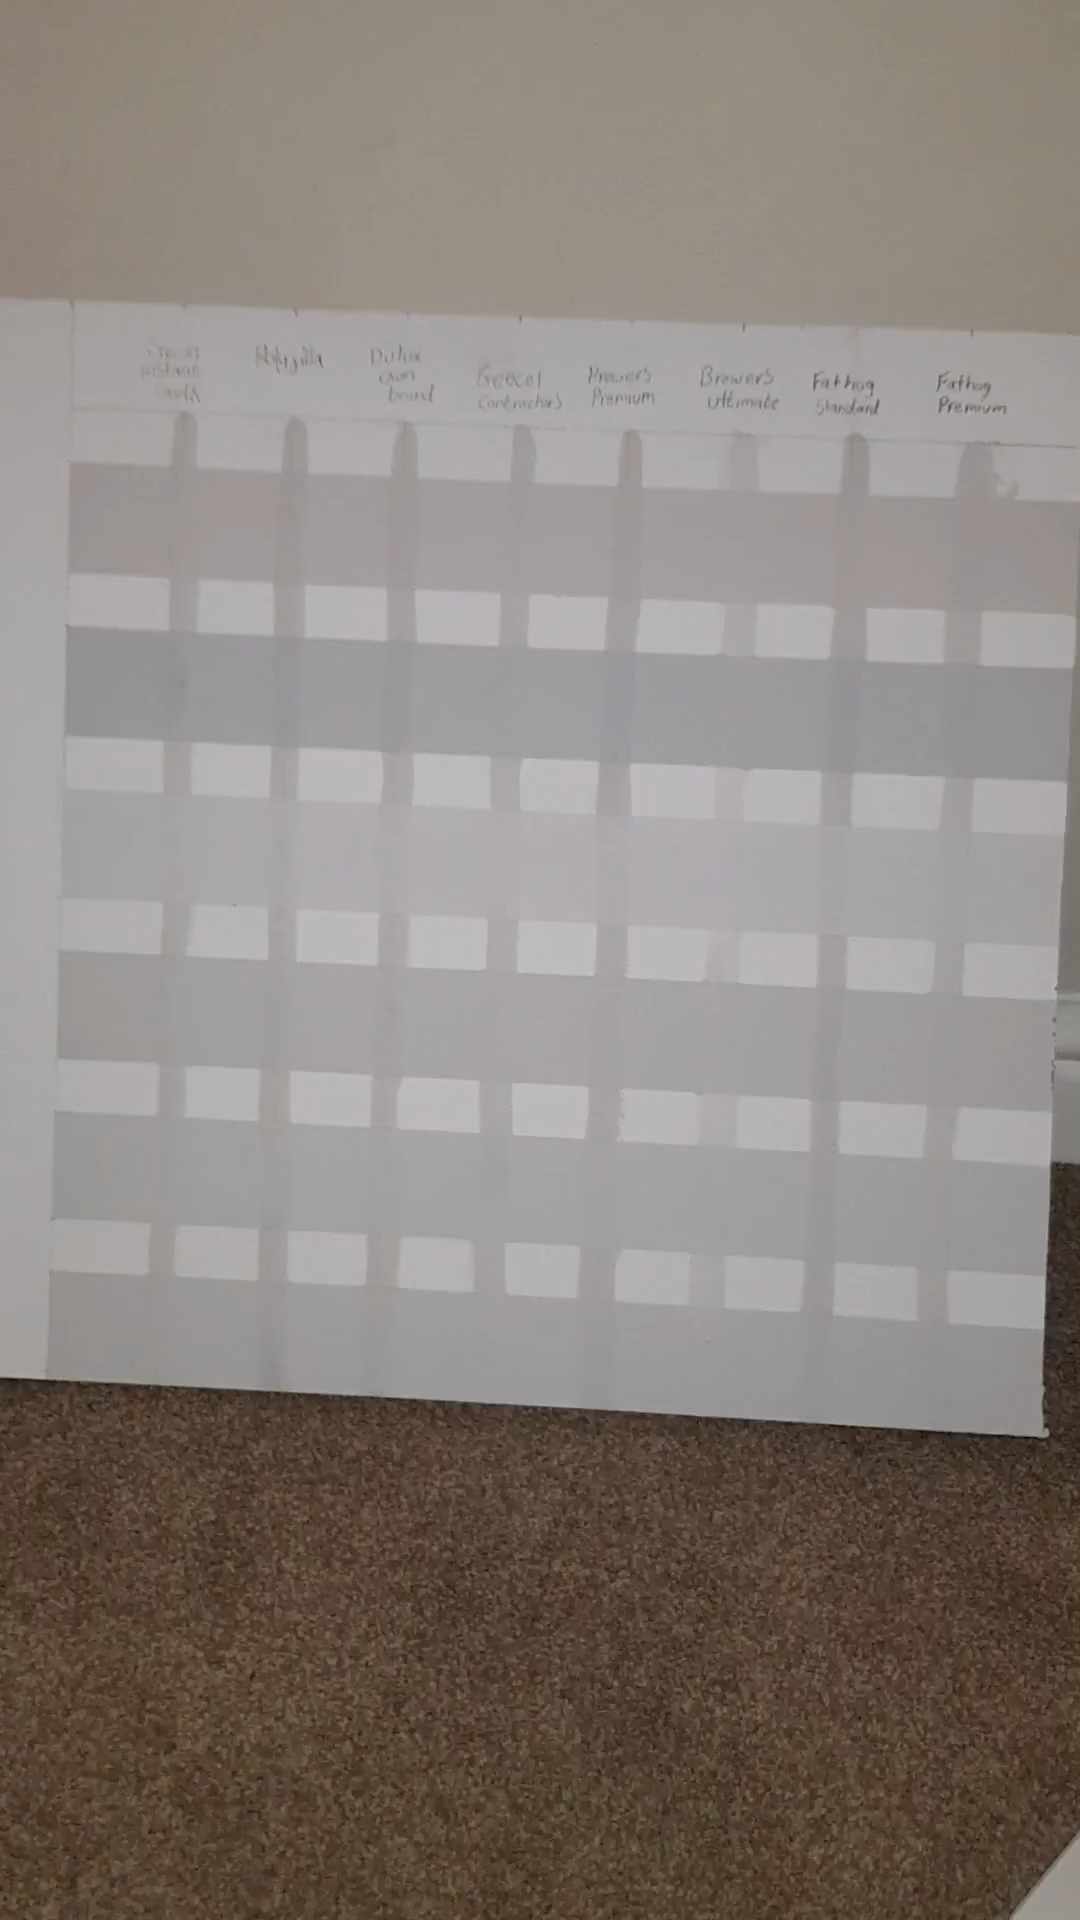 Polyfilla
Dulux
own
brand
Geocel
Contractors
Brewers
Premium
Brewers
Ultimate
Fathog
Standard
Fathog
Premium